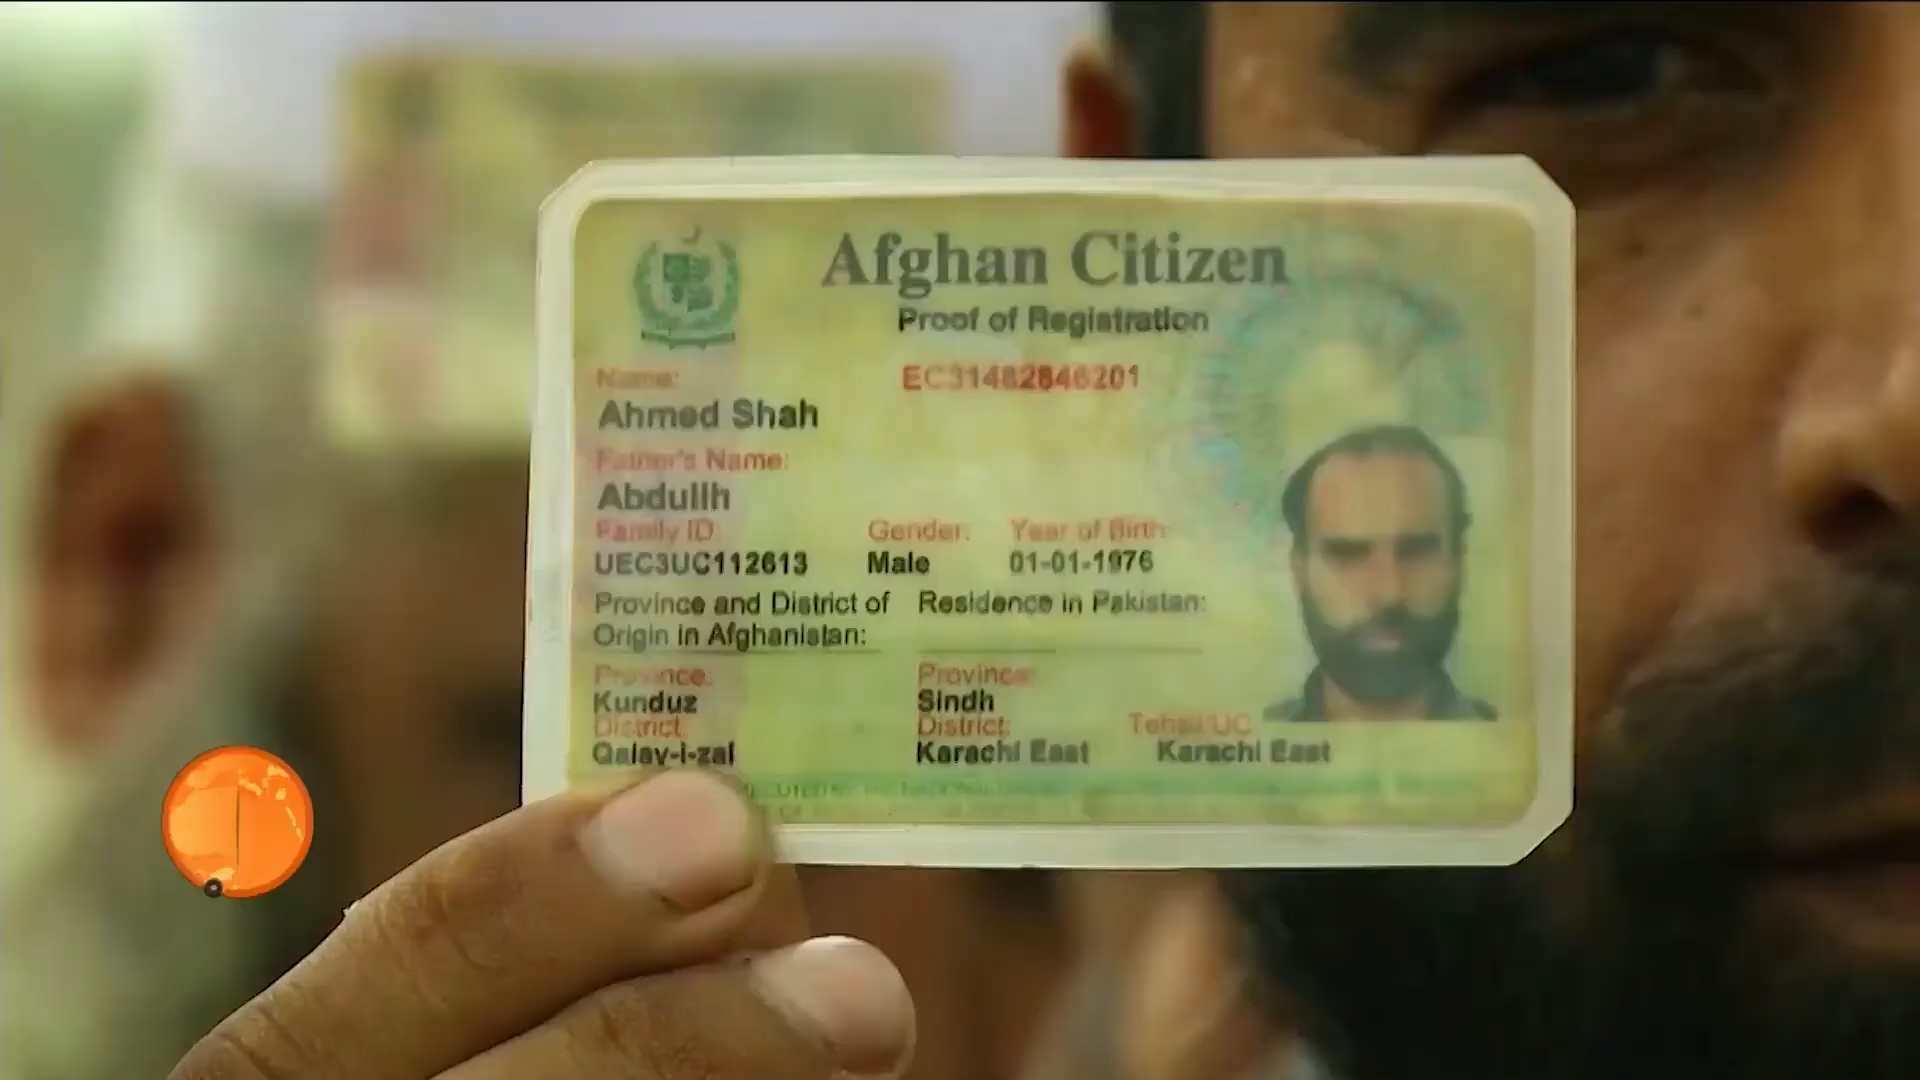 Afghan Citizen
Proof of Registration
Name: EC31482846201
Ahmed Shah
Father's Name:
Abdullh
Family ID: Gender: Year of Birth
UEC3UC112613 Male 01-01-1976
Province and District of Residence in Pakistan:
Origin in Afghanistan:
Province: Province:
Kunduz Sindh
District: District: Tehsil/UC
Qalay-i-zal Karachi East Karachi East